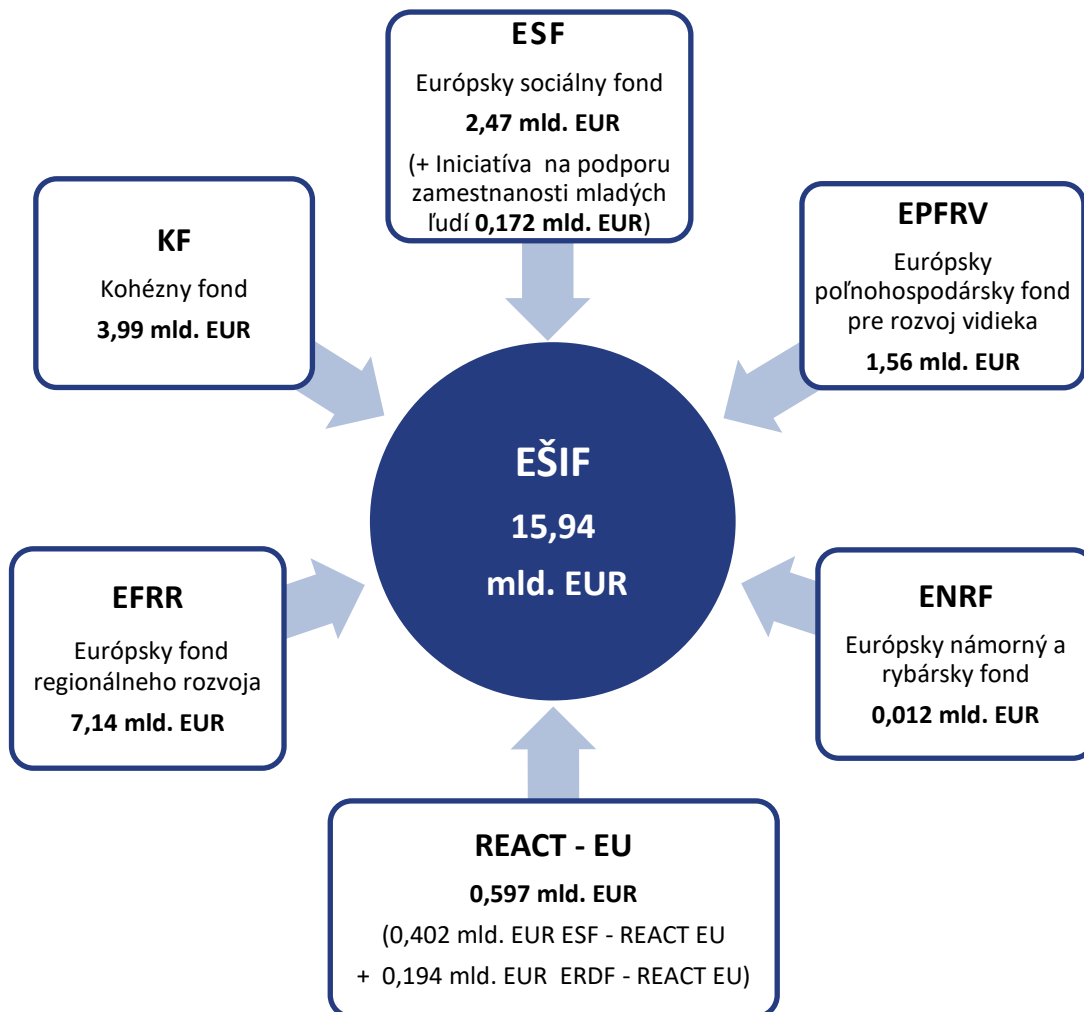 ESF
Európsky sociálny fond
2,47 mld. EUR
(+ Iniciatíva na podporu
zamestnanosti mladých
ľudí 0,172 mld. EUR)
KF
Kohézny fond
3,99 mld. EUR
EPFRV
Európsky
poľnohospodársky fond
pre rozvoj vidieka
1,56 mld. EUR
EŠIF
15,94
mld. EUR
EFRR
Európsky fond
regionálneho rozvoja
7,14 mld. EUR
ENRF
Európsky námorný a
rybársky fond
0,012 mld. EUR
REACT - EU
0,597 mld. EUR
(0,402 mld. EUR ESF - REACT EU
+ 0,194 mld. EUR ERDF - REACT EU)